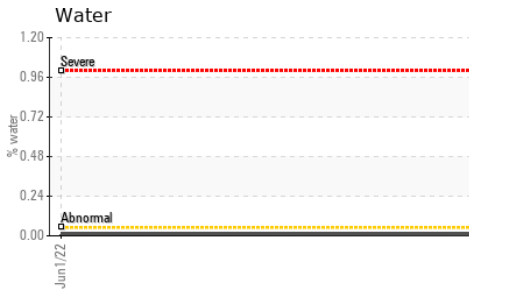 Water
1.20
Severe
0.96
0.72
% water
0.48
0.24
Abnormal
0.00
Jun1/22